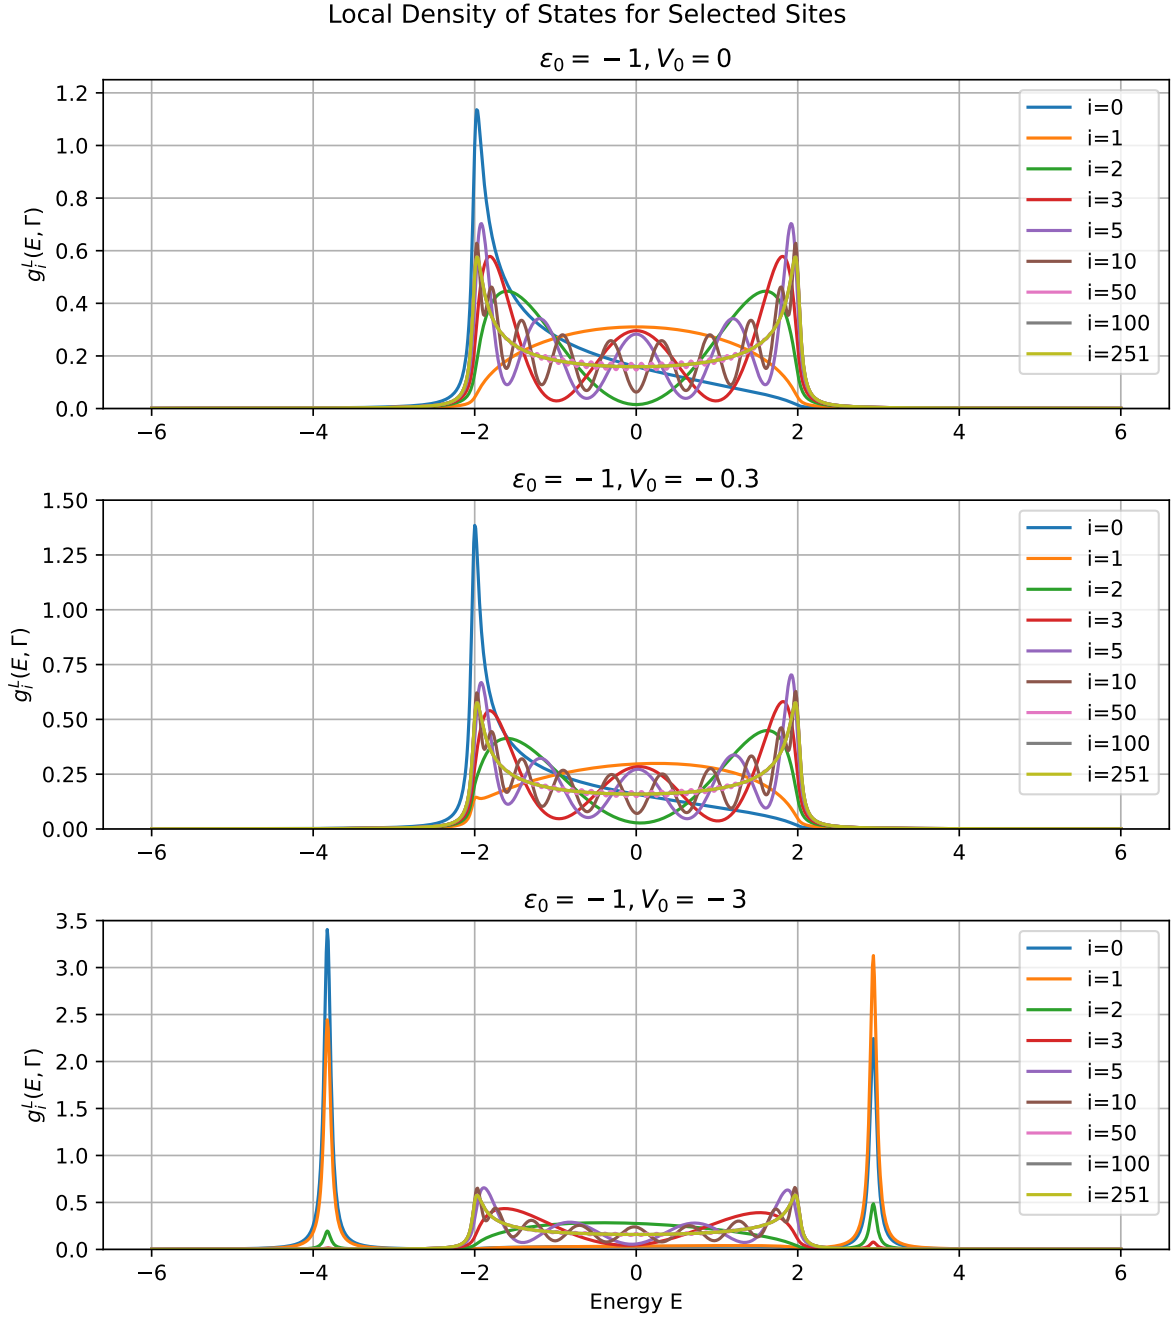 Local Density of States for Selected Sites
ε₀ = − 1, V₀ = 0
1.2
1.0
0.8
0.6
0.4
0.2
0.0
gᵢᴸ(E, Γ)
i=0
i=1
i=2
i=3
i=5
i=10
i=50
i=100
i=251
−6 −4 −2 0 2 4 6
ε₀ = − 1, V₀ = − 0.3
1.50
1.25
1.00
0.75
0.50
0.25
0.00
gᵢᴸ(E, Γ)
i=0
i=1
i=2
i=3
i=5
i=10
i=50
i=100
i=251
−6 −4 −2 0 2 4 6
ε₀ = − 1, V₀ = − 3
3.5
3.0
2.5
2.0
1.5
1.0
0.5
0.0
gᵢᴸ(E, Γ)
i=0
i=1
i=2
i=3
i=5
i=10
i=50
i=100
i=251
−6 −4 −2 0 2 4 6
Energy E